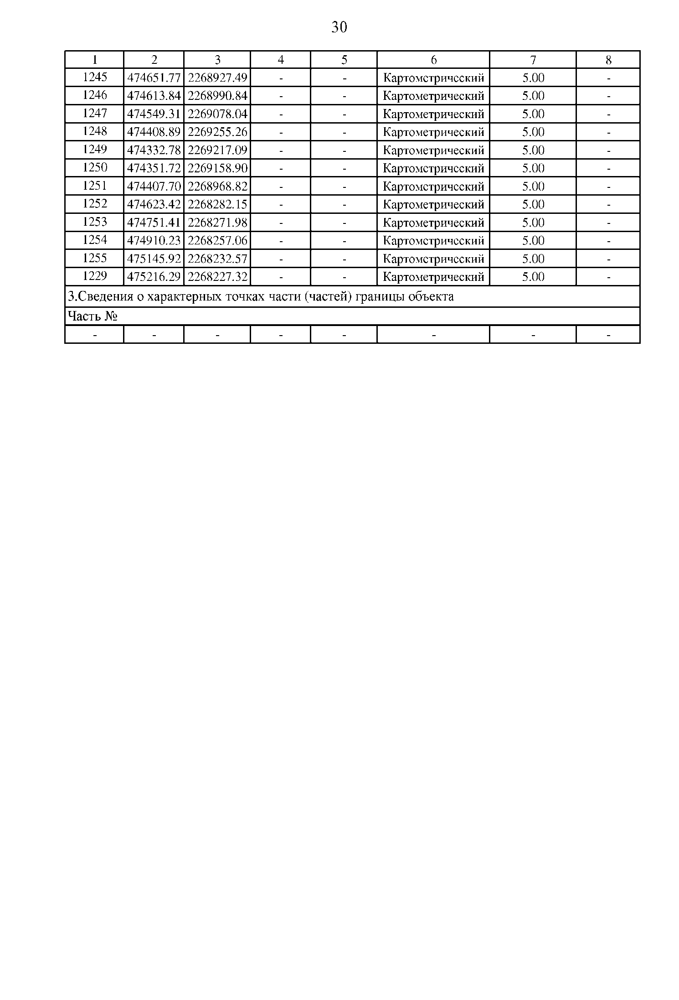 30
1 2 3 4 5 6 7 8
1245 474651.77 2268927.49 - - Картометрический 5.00 -
1246 474613.84 2268990.84 - - Картометрический 5.00 -
1247 474549.31 2269078.04 - - Картометрический 5.00 -
1248 474408.89 2269255.26 - - Картометрический 5.00 -
1249 474332.78 2269217.09 - - Картометрический 5.00 -
1250 474351.72 2269158.90 - - Картометрический 5.00 -
1251 474407.70 2268968.82 - - Картометрический 5.00 -
1252 474623.42 2268282.15 - - Картометрический 5.00 -
1253 474751.41 2268271.98 - - Картометрический 5.00 -
1254 474910.23 2268257.06 - - Картометрический 5.00 -
1255 475145.92 2268232.57 - - Картометрический 5.00 -
1229 475216.29 2268227.32 - - Картометрический 5.00 -
3.Сведения о характерных точках части (частей) границы объекта
Часть №
- - - - - - - -